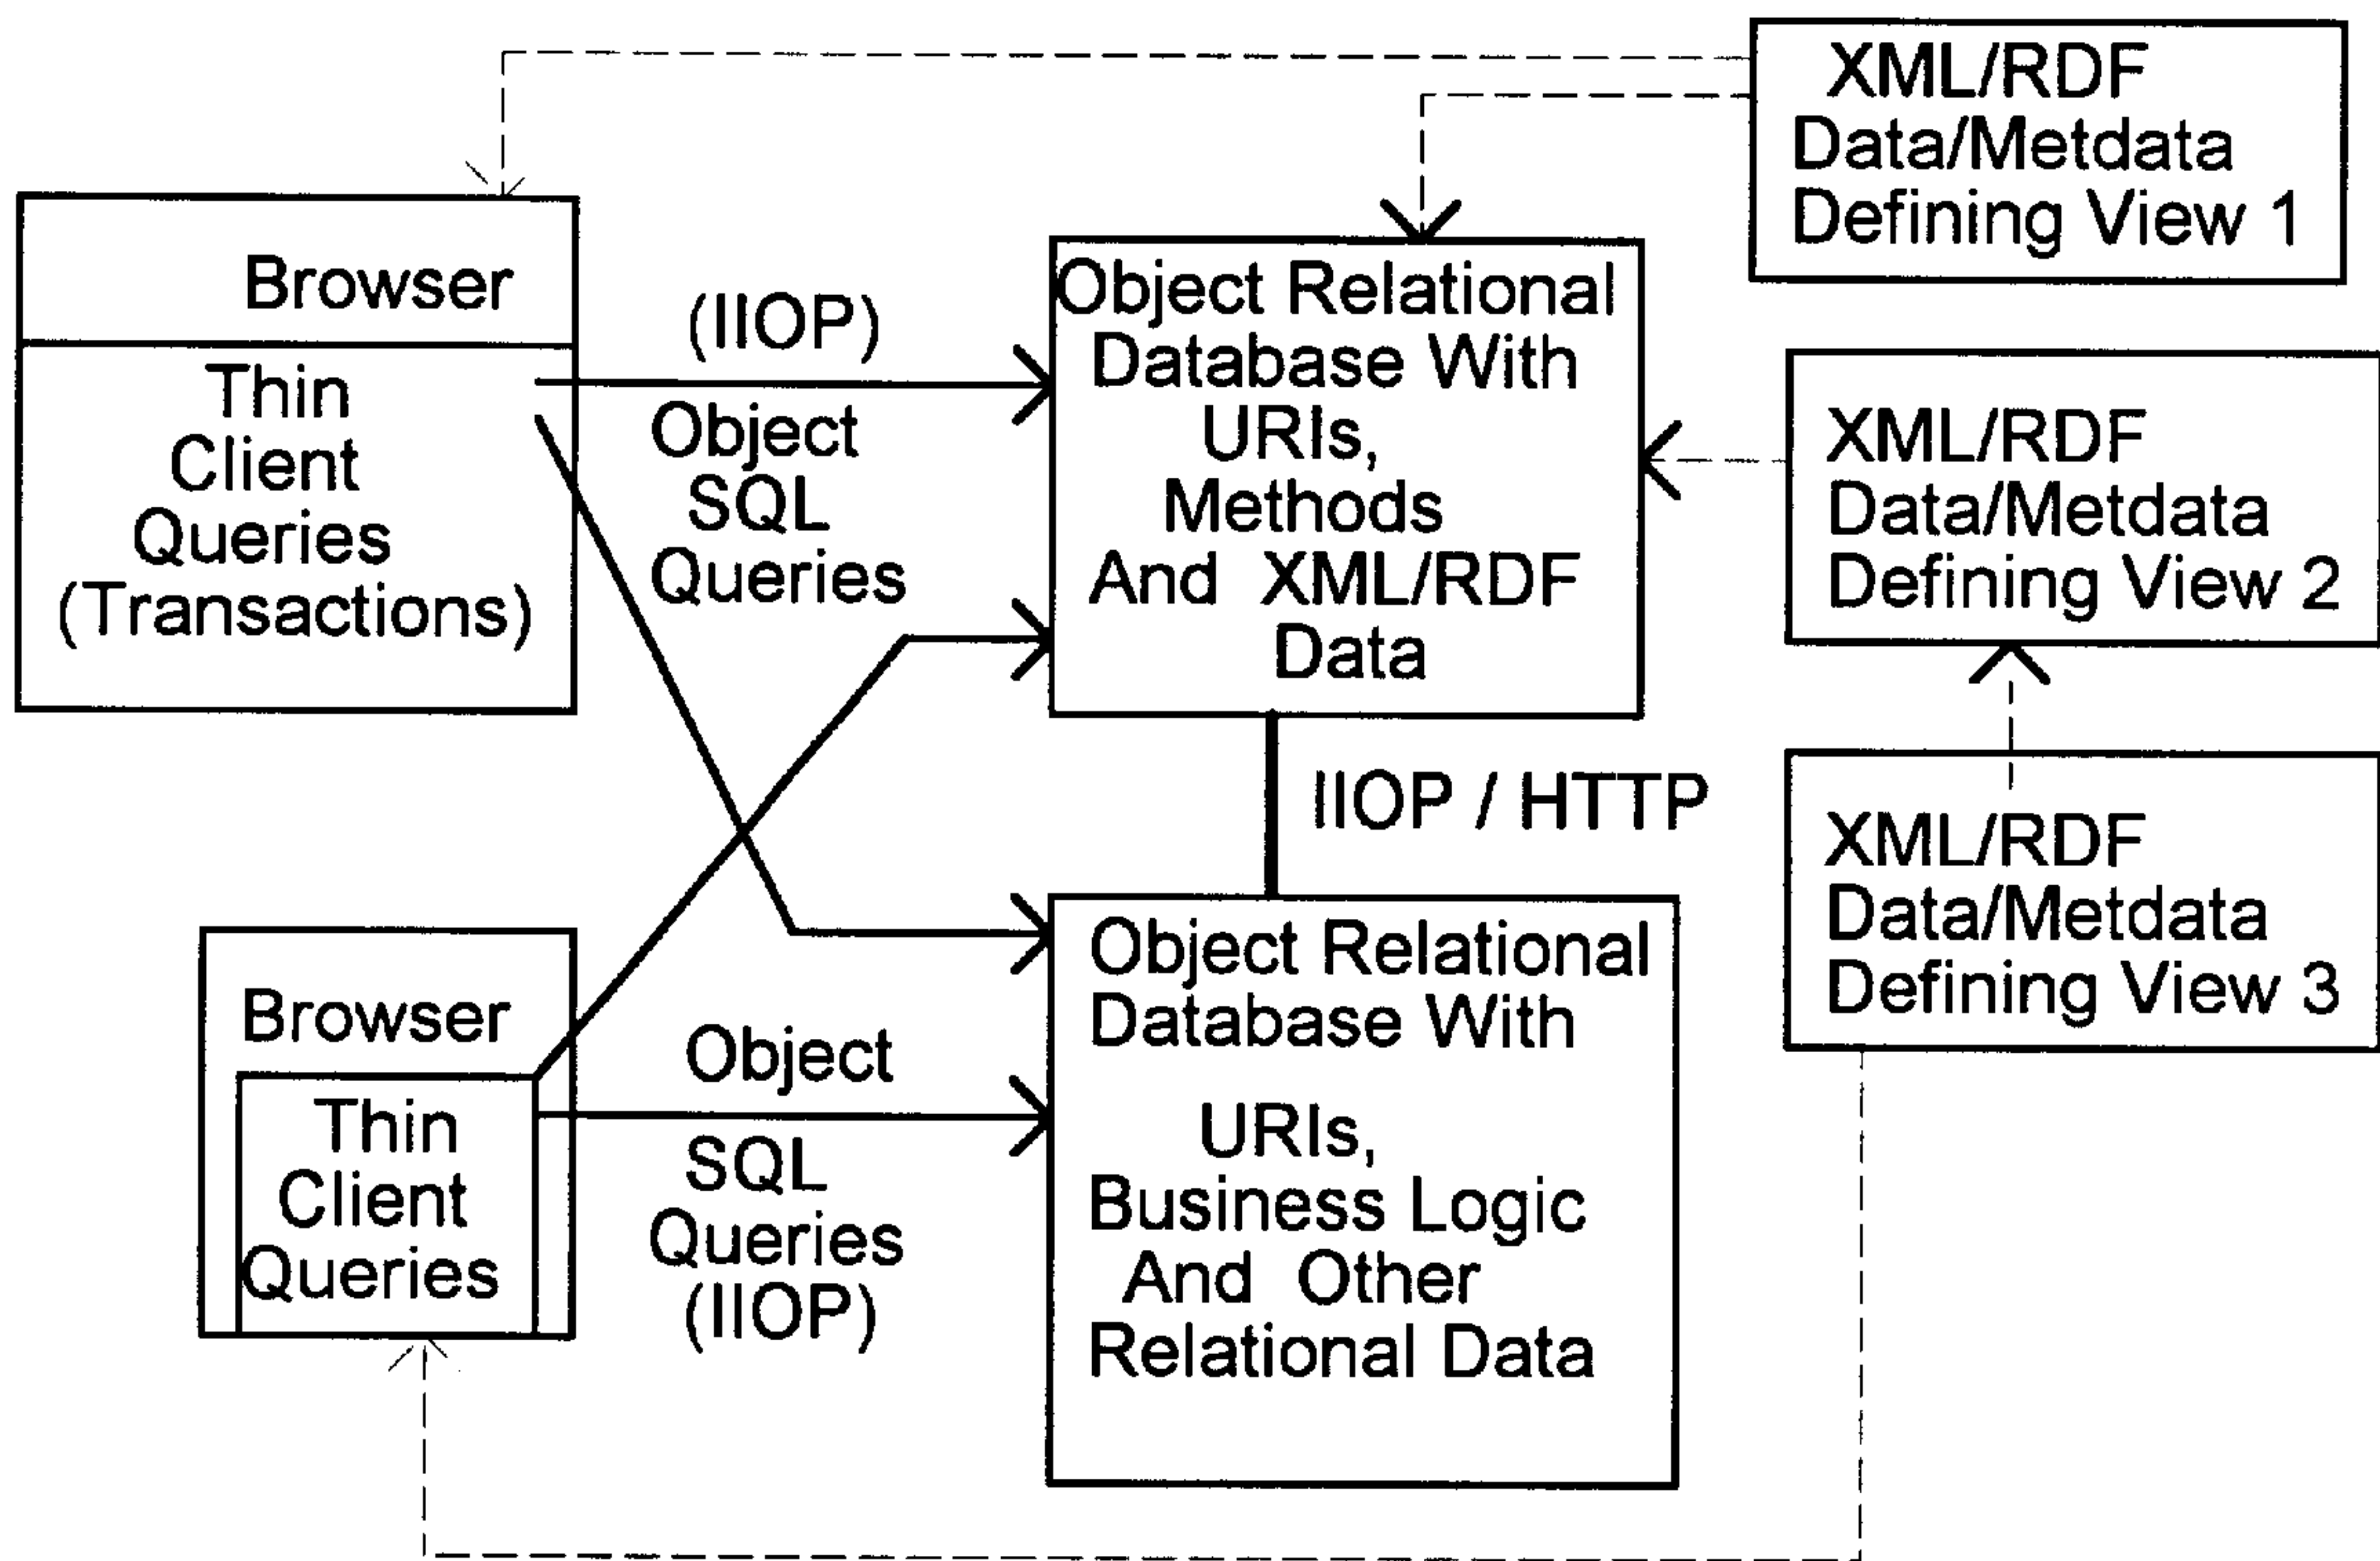 XML/RDF
Data/Metdata
Defining View 1
Browser
Thin
Client
Queries
(Transactions)
(IIOP)
Object
SQL
Queries
Object Relational
Database With
URIs,
Methods
And XML/RDF
Data
XML/RDF
Data/Metdata
Defining View 2
IIOP / HTTP
XML/RDF
Data/Metdata
Defining View 3
Browser
Thin
Client
Queries
Object
SQL
Queries
(IIOP)
Object Relational
Database With
URIs,
Business Logic
And Other
Relational Data